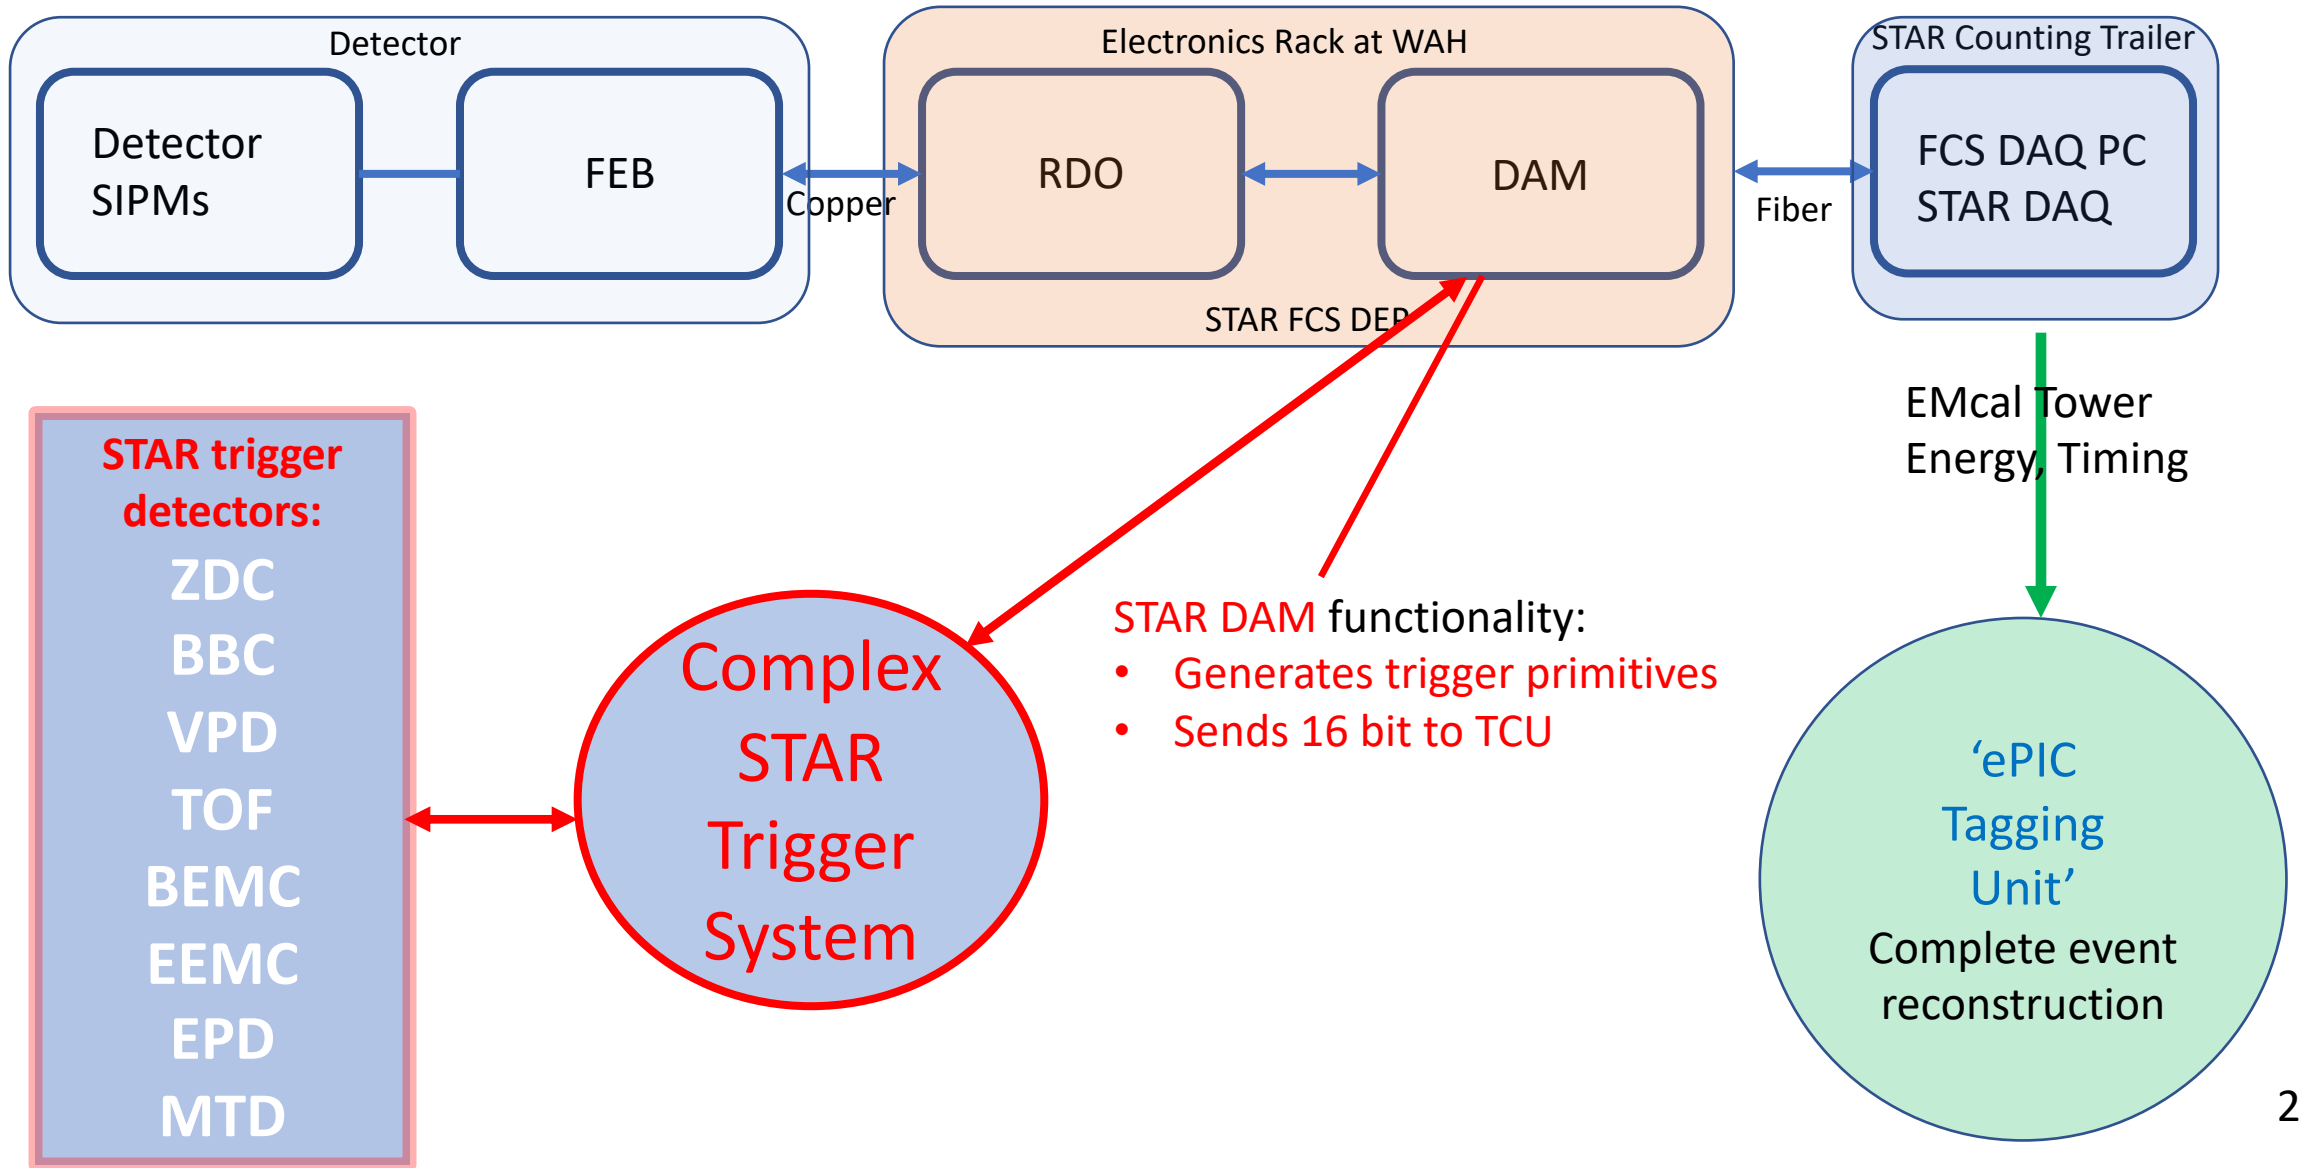 Detector
Detector
SIPMs
FEB
Copper
Electronics Rack at WAH
RDO
DAM
STAR FCS DEP
Fiber
STAR Counting Trailer
FCS DAQ PC
STAR DAQ
EMcal Tower
Energy, Timing
STAR trigger
detectors:
ZDC
BBC
VPD
TOF
BEMC
EEMC
EPD
MTD
Complex
STAR
Trigger
System
STAR DAM functionality:
• Generates trigger primitives
• Sends 16 bit to TCU
‘ePIC
Tagging
Unit’
Complete event
reconstruction
2